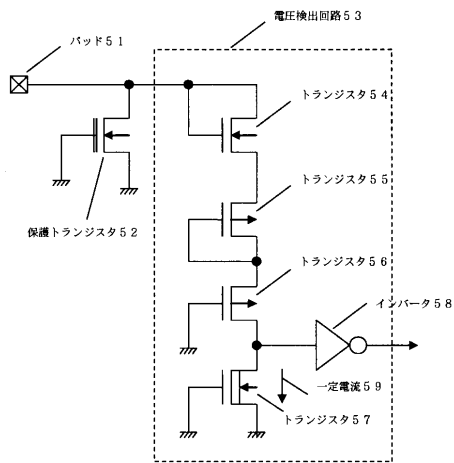 電圧検出回路53
パッド51
トランジスタ54
トランジスタ55
保護トランジスタ52
トランジスタ56
インバータ58
一定電流59
トランジスタ57